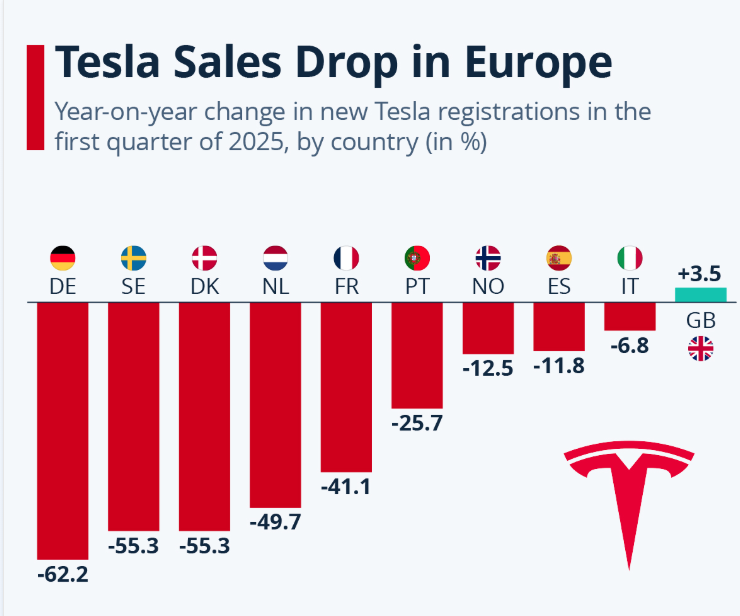 Tesla Sales Drop in Europe
Year-on-year change in new Tesla registrations in the
first quarter of 2025, by country (in %)
DE SE DK NL FR PT NO ES IT +3.5
GB
-62.2 -55.3 -55.3 -49.7 -41.1 -25.7 -12.5 -11.8 -6.8